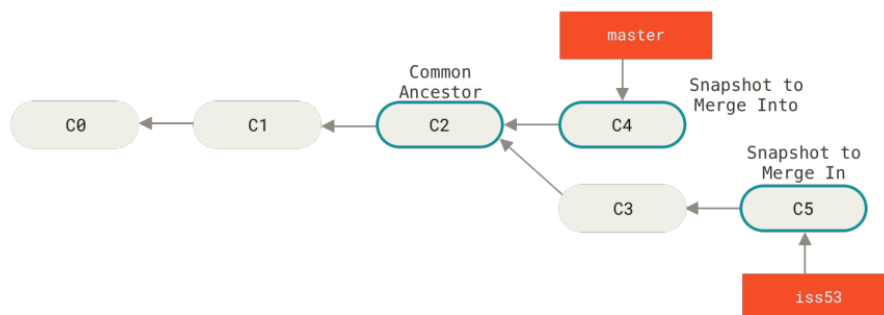 master
Common
Ancestor
Snapshot to
Merge Into
C0
C1
C2
C4
Snapshot to
Merge In
C3
C5
iss53